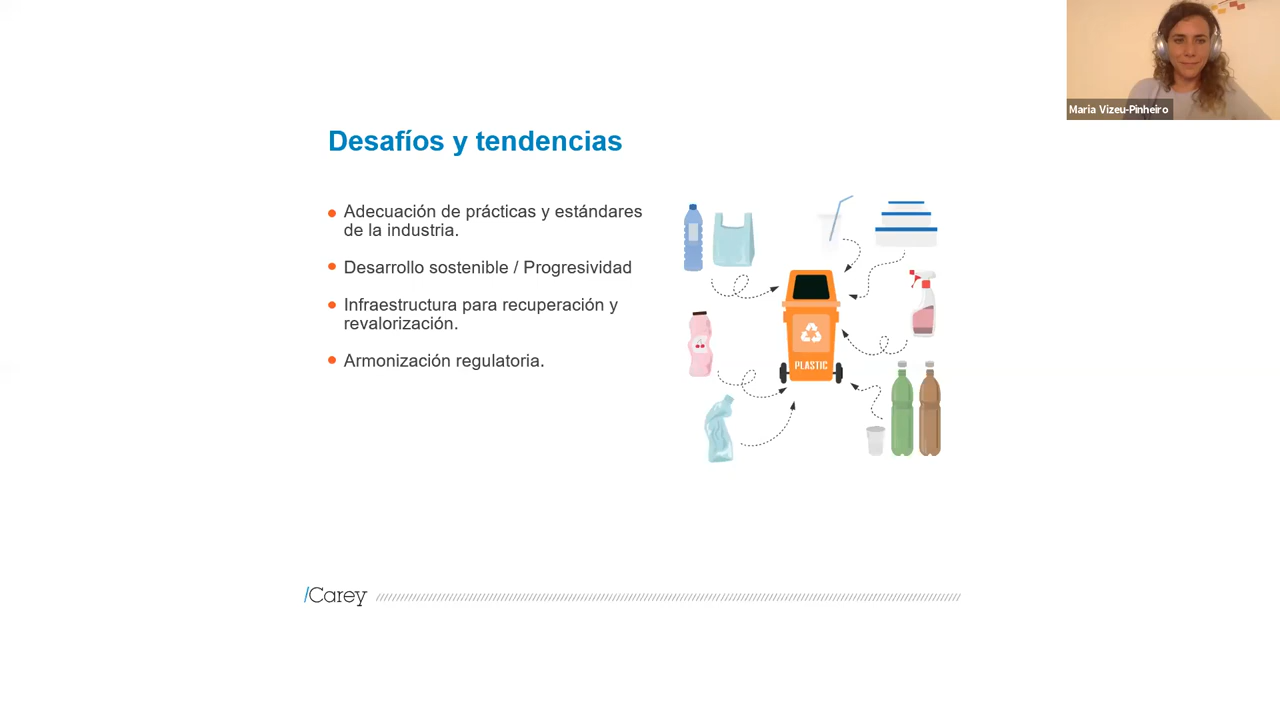 Maria Vizeu-Pinheiro
Desafíos y tendencias
Adecuación de prácticas y estándares
de la industria.
Desarrollo sostenible / Progresividad
Infraestructura para recuperación y
revalorización.
Armonización regulatoria.
PLASTIC
/Carey